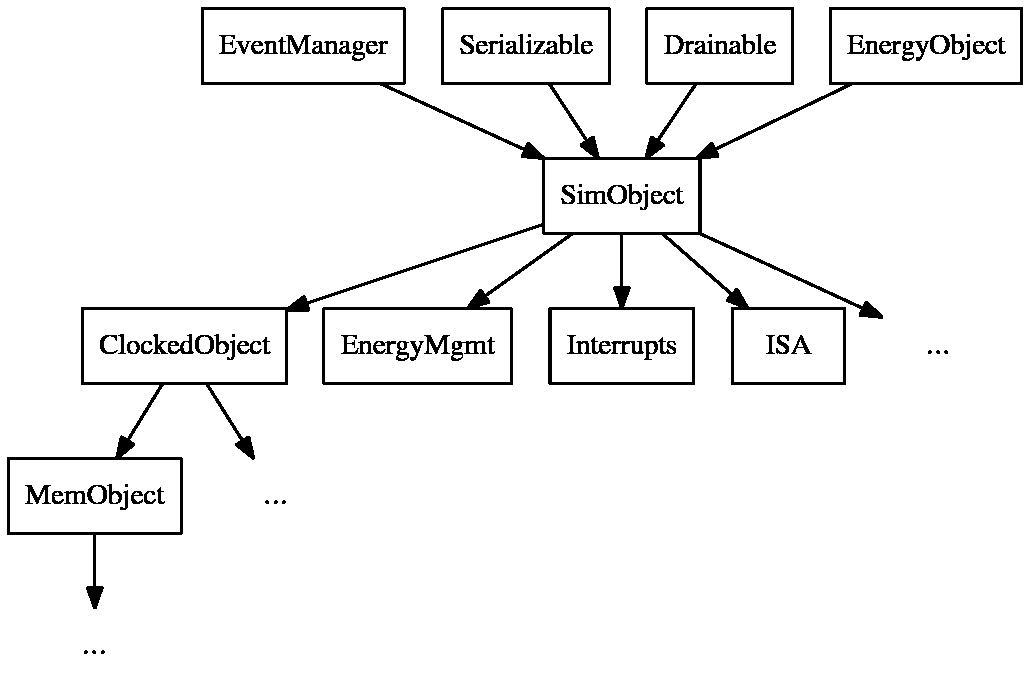 EventManager
Serializable
Drainable
EnergyObject
SimObject
ClockedObject
EnergyMgmt
Interrupts
ISA
...
MemObject
...
...